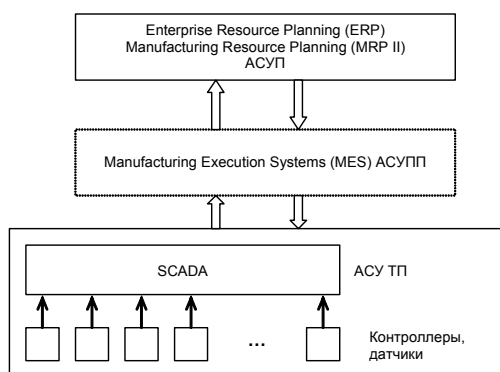 Enterprise Resource Planning (ERP)
Manufacturing Resource Planning (MRP II)
АСУП
Manufacturing Execution Systems (MES) АСУПП
SCADA
АСУ ТП
...
Контроллеры,
датчики